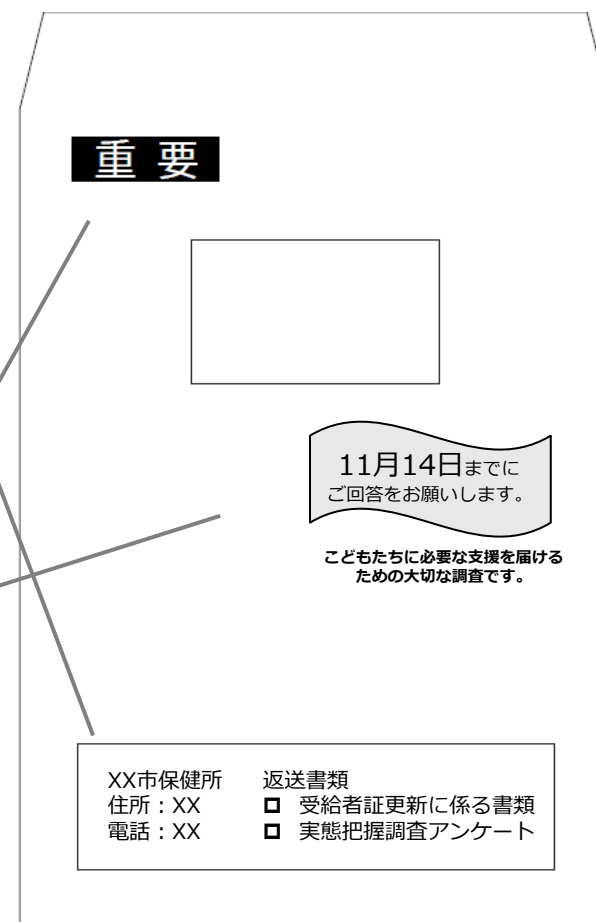 重 要
11月14日までに
ご回答をお願いします。
こどもたちに必要な支援を届ける
ための大切な調査です。
XX市保健所 返送書類
住所：XX □ 受給者証更新に係る書類
電話：XX □ 実態把握調査アンケート